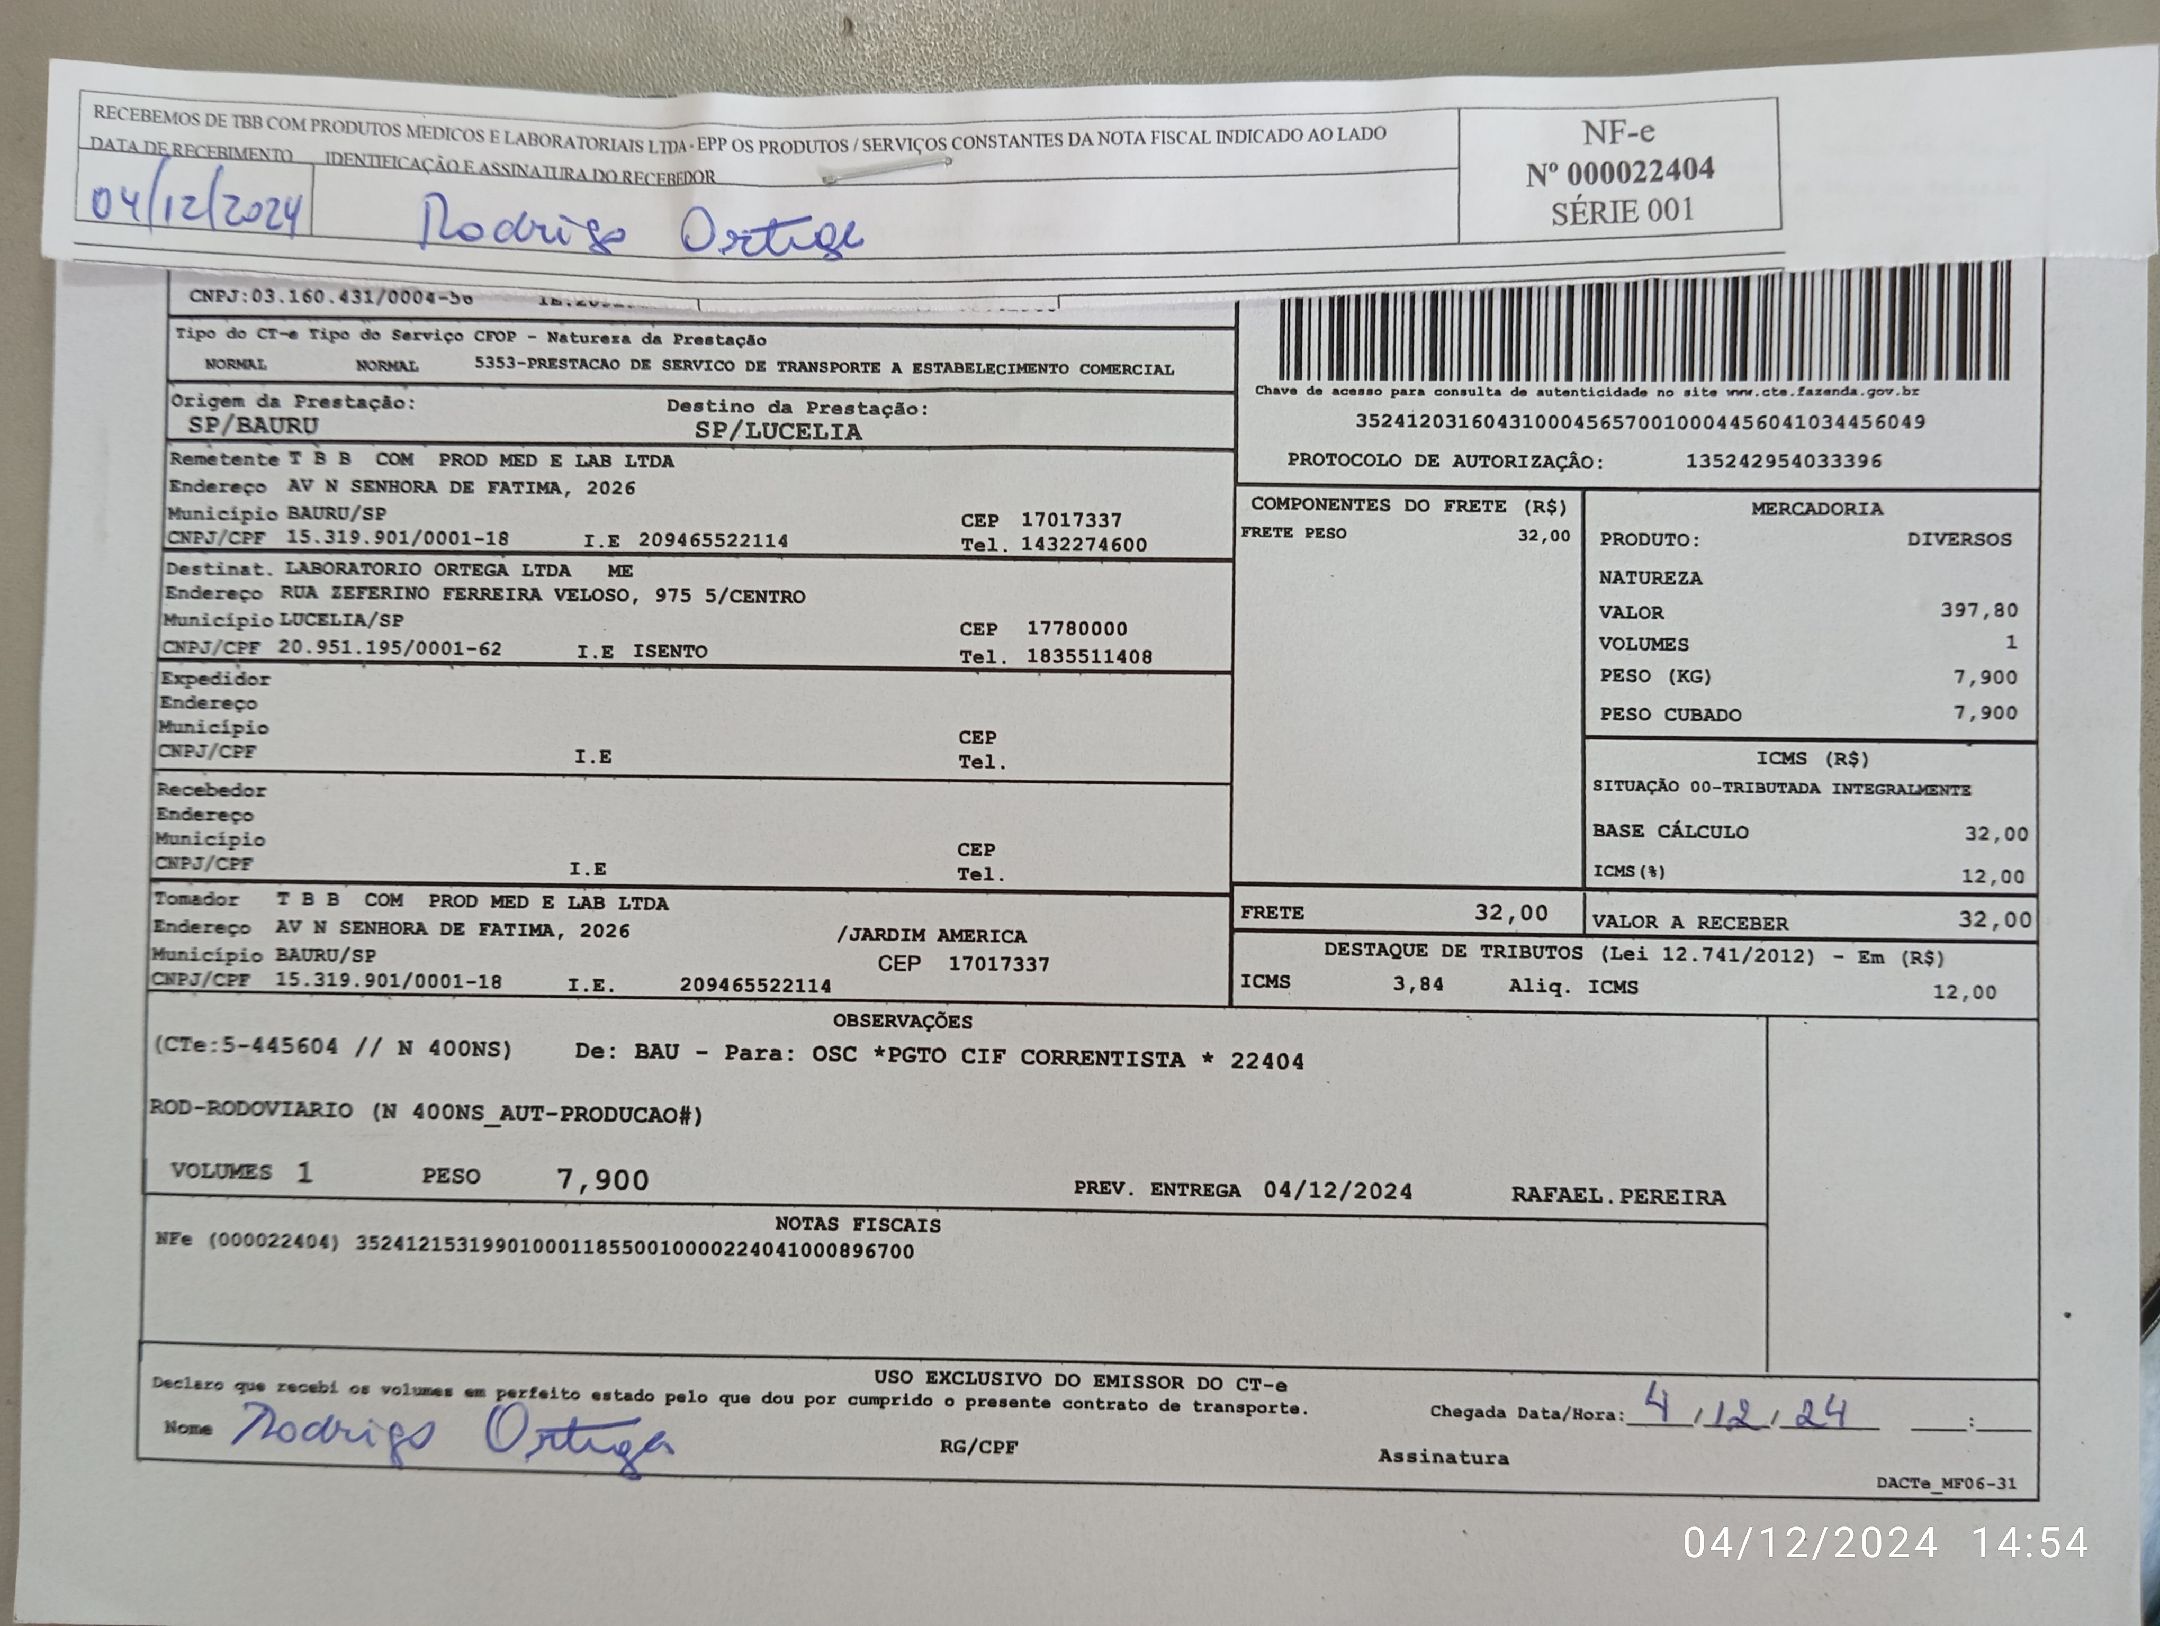 RECEBEMOS DE TBB COM PRODUTOS MEDICOS E LABORATORIAIS LTDA - EPP OS PRODUTOS / SERVIÇOS CONSTANTES DA NOTA FISCAL INDICADO AO LADO
DATA DE RECEBIMENTO IDENTIFICAÇÃO E ASSINATURA DO RECEBEDOR
04/12/2024 Rodrigo Ortega
NF-e
Nº 000022404
SÉRIE 001
CNPJ:03.160.431/0004-56
Tipo do CT-e Tipo do Serviço CFOP - Natureza da Prestação
NORMAL NORMAL 5353-PRESTACAO DE SERVICO DE TRANSPORTE A ESTABELECIMENTO COMERCIAL
Origem da Prestação: Destino da Prestação:
SP/BAURU SP/LUCELIA
Chave de acesso para consulta de autenticidade no site www.cte.fazenda.gov.br
35241203160431000456570010004456041034456049
PROTOCOLO DE AUTORIZAÇÂO: 135242954033396
Remetente T B B COM PROD MED E LAB LTDA
Endereço AV N SENHORA DE FATIMA, 2026
Município BAURU/SP CEP 17017337
CNPJ/CPF 15.319.901/0001-18 I.E 209465522114 Tel. 1432274600
Destinat. LABORATORIO ORTEGA LTDA ME
Endereço RUA ZEFERINO FERREIRA VELOSO, 975 5/CENTRO
Município LUCELIA/SP CEP 17780000
CNPJ/CPF 20.951.195/0001-62 I.E ISENTO Tel. 1835511408
Expedidor
Endereço
Município CEP
CNPJ/CPF I.E Tel.
Recebedor
Endereço
Município CEP
CNPJ/CPF I.E Tel.
Tomador T B B COM PROD MED E LAB LTDA
Endereço AV N SENHORA DE FATIMA, 2026 /JARDIM AMERICA
Município BAURU/SP CEP 17017337
CNPJ/CPF 15.319.901/0001-18 I.E. 209465522114
COMPONENTES DO FRETE (R$)
FRETE PESO 32,00
MERCADORIA
PRODUTO: DIVERSOS
NATUREZA
VALOR 397,80
VOLUMES 1
PESO (KG) 7,900
PESO CUBADO 7,900
ICMS (R$)
SITUAÇÃO 00-TRIBUTADA INTEGRALMENTE
BASE CÁLCULO 32,00
ICMS(%) 12,00
FRETE 32,00 VALOR A RECEBER 32,00
DESTAQUE DE TRIBUTOS (Lei 12.741/2012) - Em (R$)
ICMS 3,84 Aliq. ICMS 12,00
OBSERVAÇÕES
(CTe:5-445604 // N 400NS) De: BAU - Para: OSC *PGTO CIF CORRENTISTA * 22404
ROD-RODOVIARIO (N 400NS_AUT-PRODUCAO#)
VOLUMES 1 PESO 7,900 PREV. ENTREGA 04/12/2024 RAFAEL.PEREIRA
NOTAS FISCAIS
NFe (000022404) 35241215319901000118550010000224041000896700
USO EXCLUSIVO DO EMISSOR DO CT-e
Declaro que recebi os volumes em perfeito estado pelo que dou por cumprido o presente contrato de transporte.
Chegada Data/Hora: 4/12/24 __:__
Nome Rodrigo Ortega RG/CPF Assinatura
DACTe_MF06-31
04/12/2024 14:54